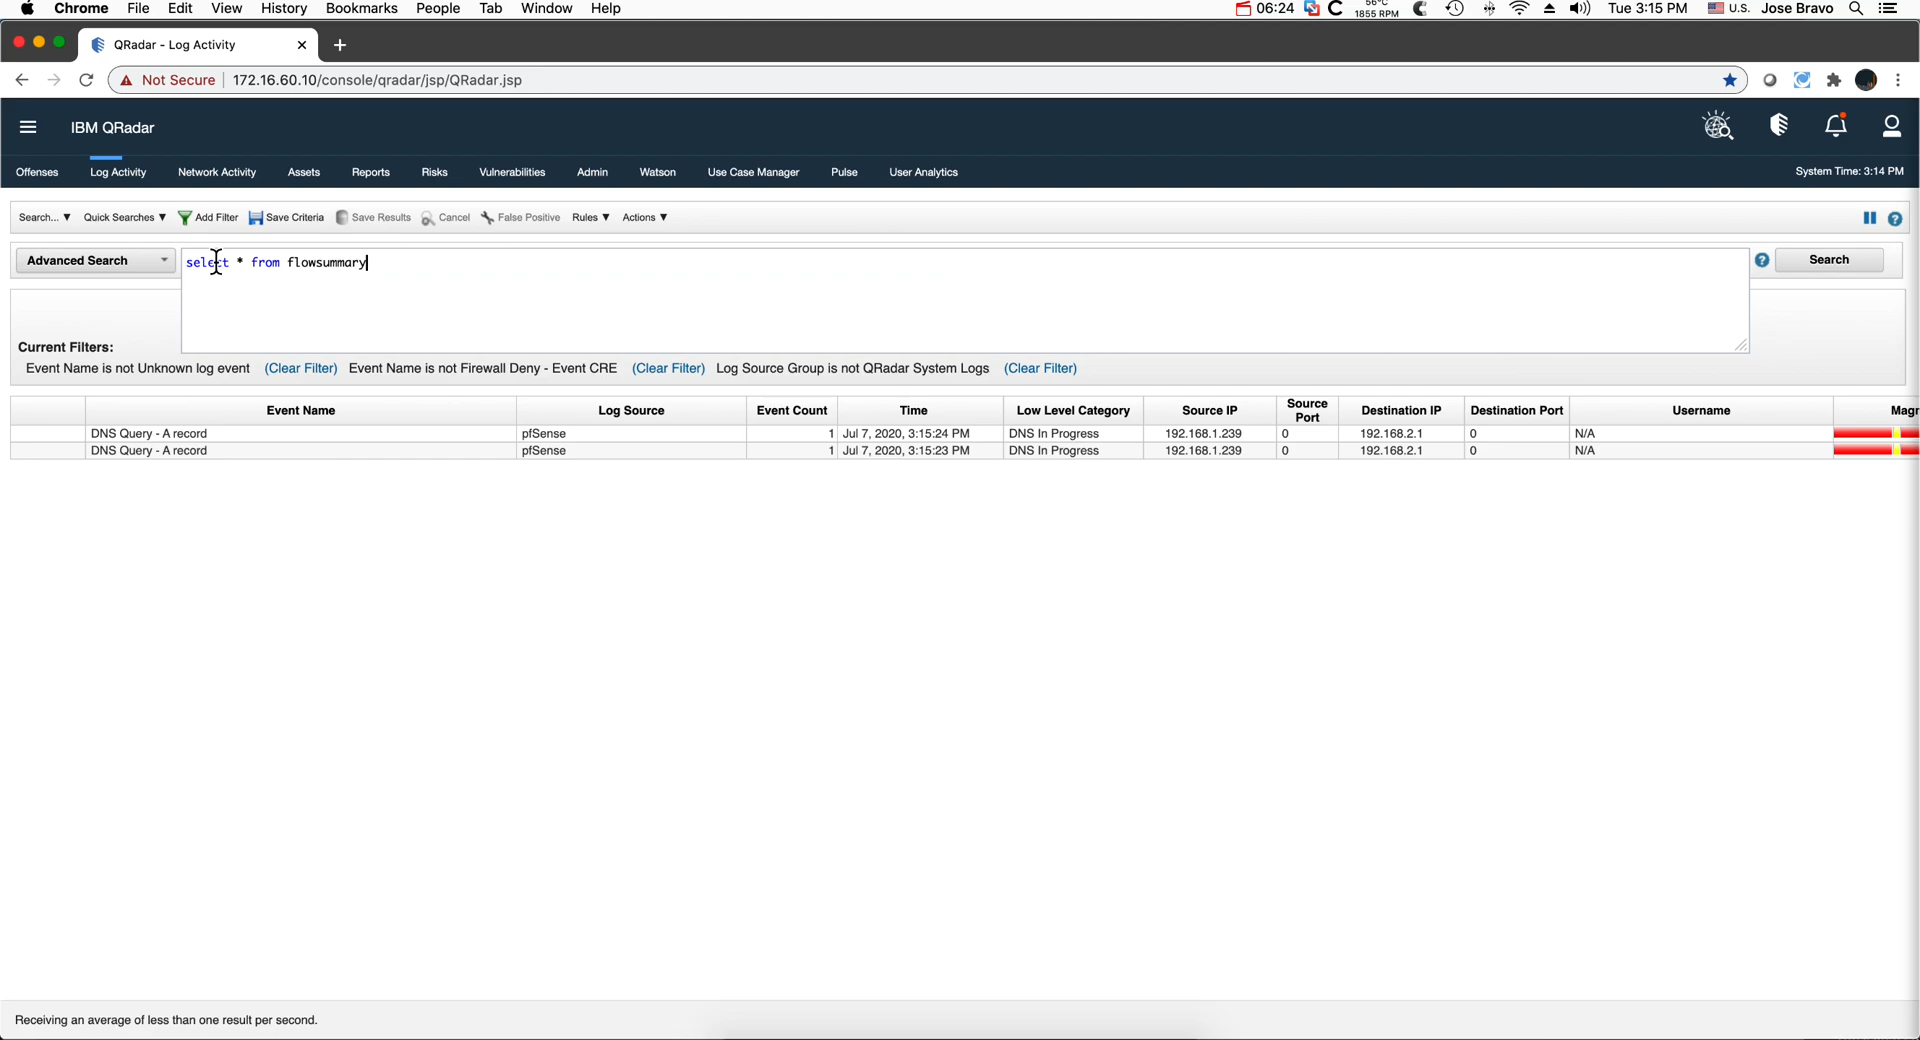 Chrome File Edit View History Bookmarks People Tab Window Help 06:24 56°C 1855 RPM Tue 3:15 PM U.S. Jose Bravo
QRadar - Log Activity
Not Secure 172.16.60.10/console/qradar/jsp/QRadar.jsp
IBM QRadar
Offenses Log Activity Network Activity Assets Reports Risks Vulnerabilities Admin Watson Use Case Manager Pulse User Analytics System Time: 3:14 PM
Search... Quick Searches Add Filter Save Criteria Save Results Cancel False Positive Rules Actions
Advanced Search select * from flowsummary Search
Current Filters:
Event Name is not Unknown log event (Clear Filter) Event Name is not Firewall Deny - Event CRE (Clear Filter) Log Source Group is not QRadar System Logs (Clear Filter)
Event Name Log Source Event Count Time Low Level Category Source IP Source Port Destination IP Destination Port Username Magr
DNS Query - A record pfSense 1 Jul 7, 2020, 3:15:24 PM DNS In Progress 192.168.1.239 0 192.168.2.1 0 N/A
DNS Query - A record pfSense 1 Jul 7, 2020, 3:15:23 PM DNS In Progress 192.168.1.239 0 192.168.2.1 0 N/A
Receiving an average of less than one result per second.